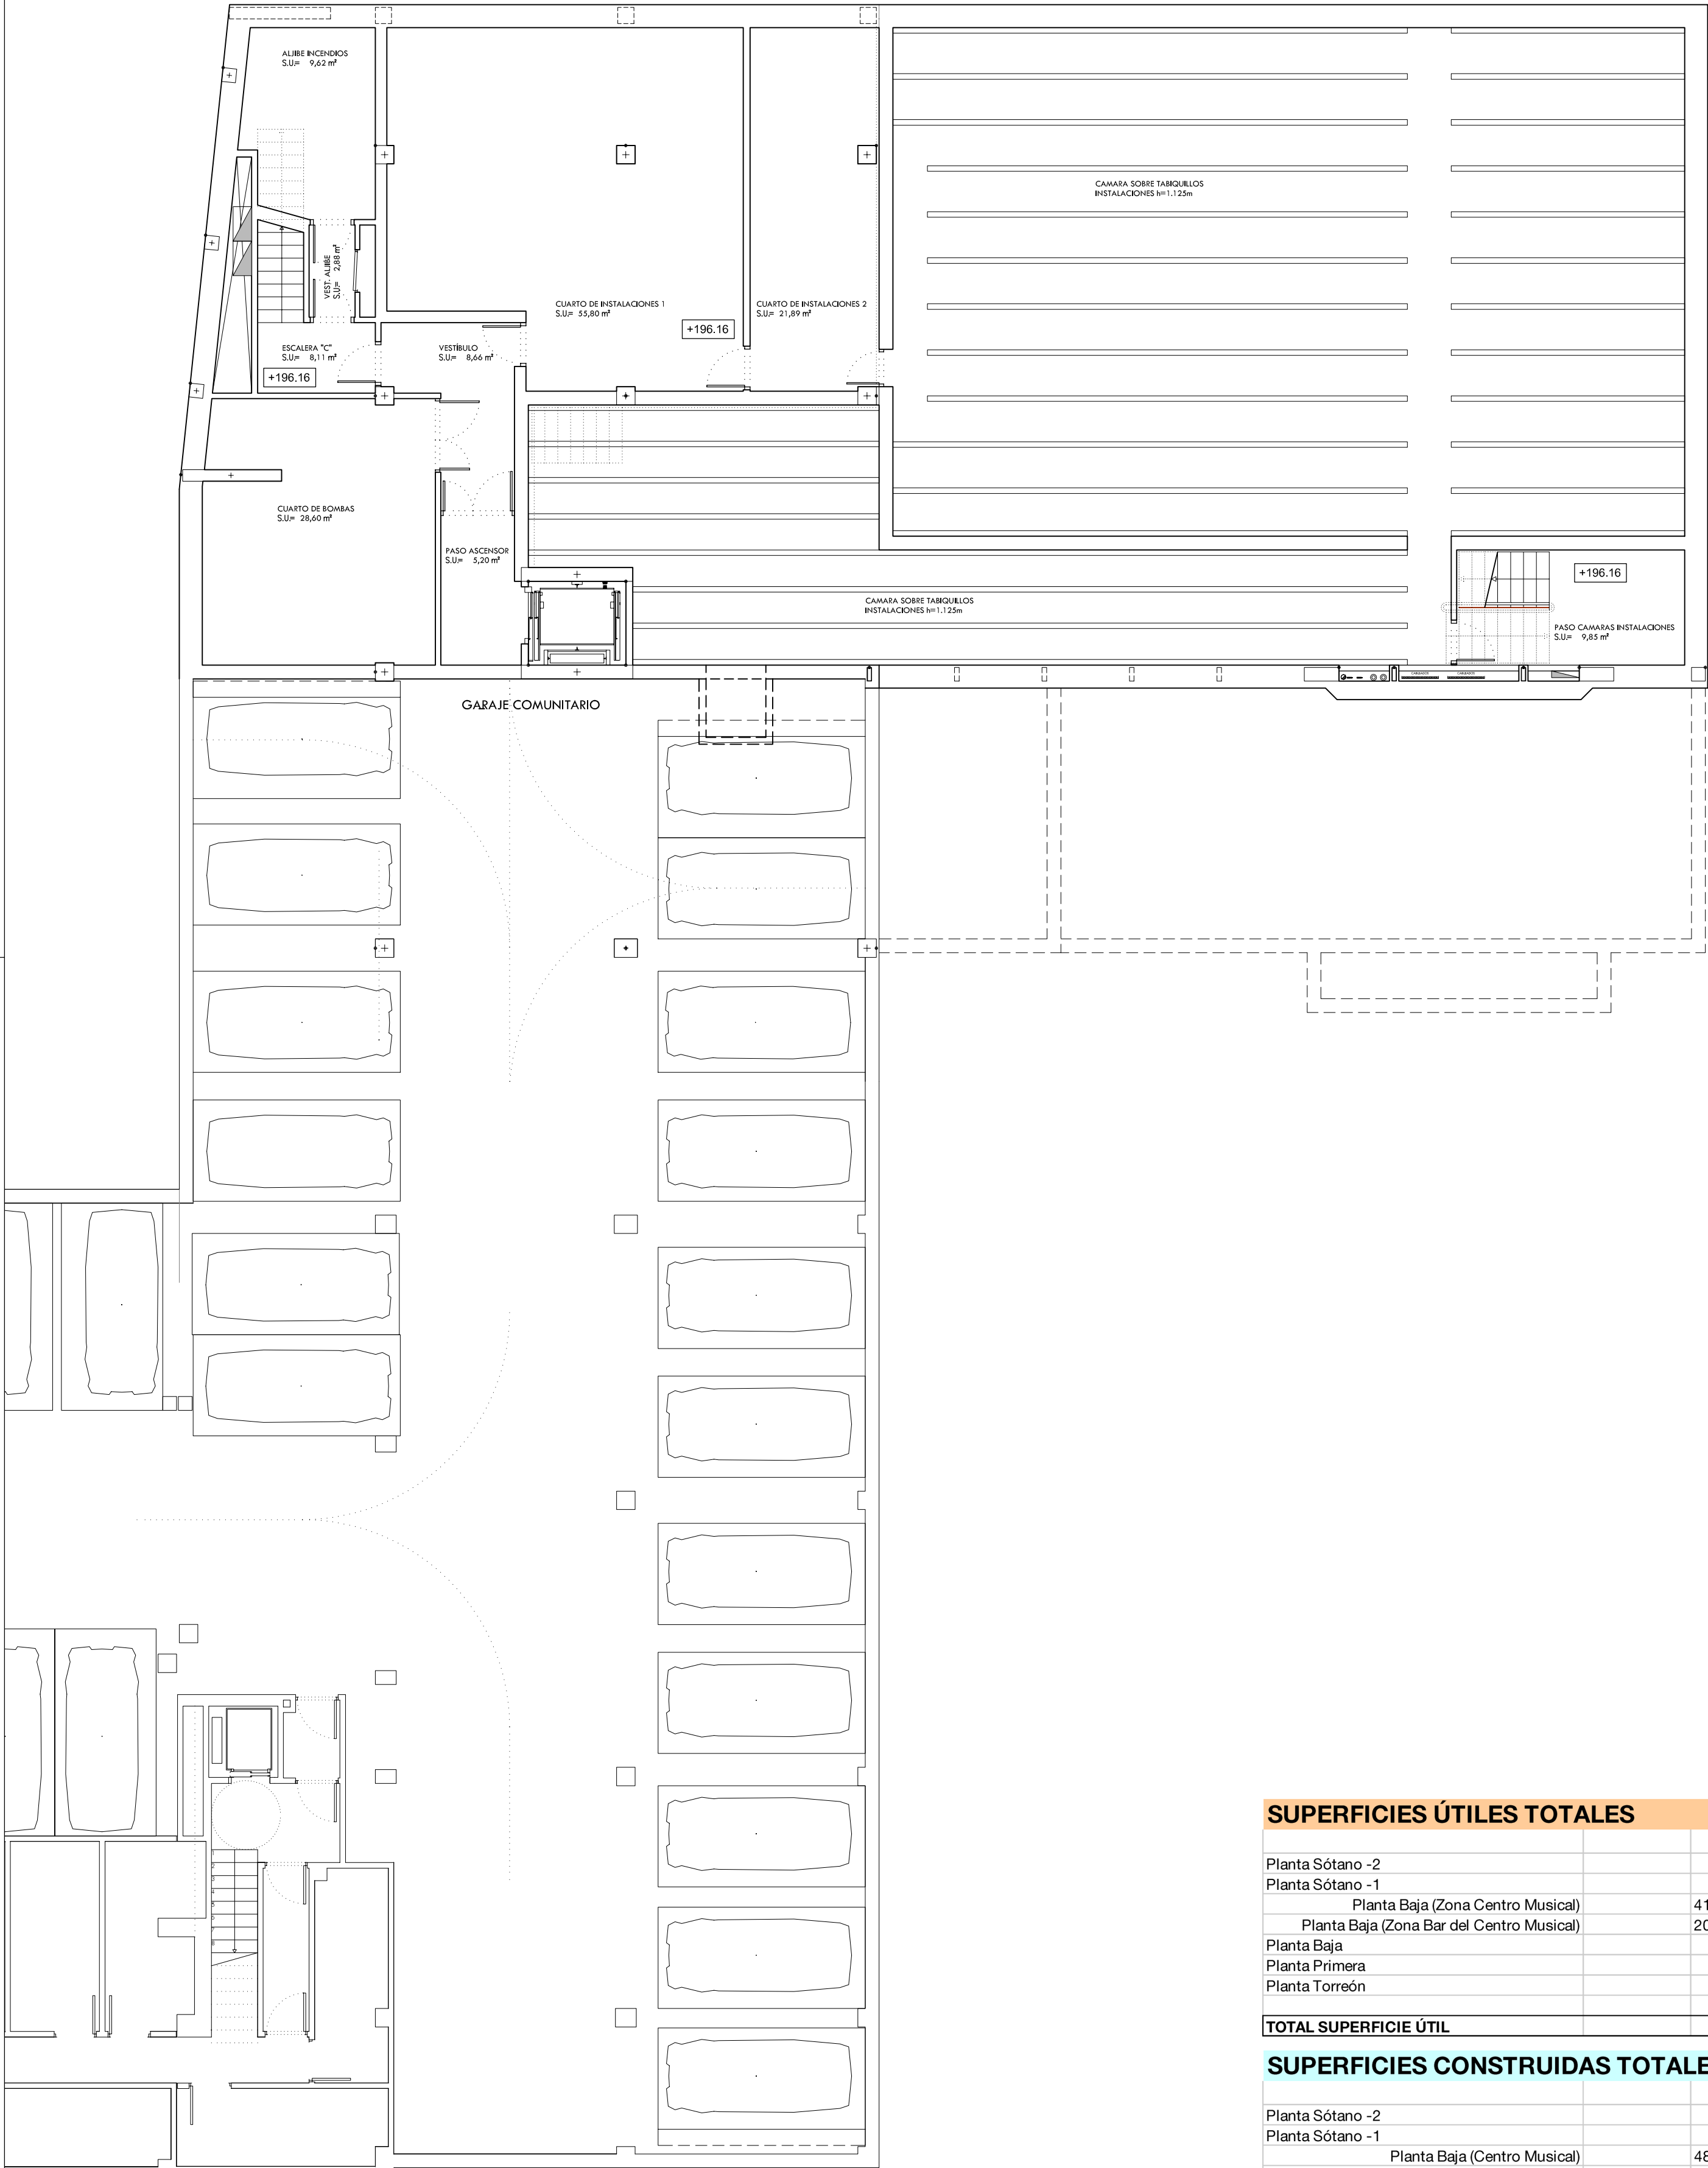 ALJIBE INCENDIOS
S.U.= 9,62 m²
CAMARA SOBRE TABIQUILLOS
INSTALACIONES h=1.125m
VEST. ALJIBE
S.U.= 2,88 m²
CUARTO DE INSTALACIONES 1
S.U.= 55,80 m²
+196.16
CUARTO DE INSTALACIONES 2
S.U.= 21,89 m²
ESCALERA "C"
S.U.= 8,11 m²
+196.16
VESTÍBULO
S.U.= 8,66 m²
CUARTO DE BOMBAS
S.U.= 28,60 m²
PASO ASCENSOR
S.U.= 5,20 m²
CAMARA SOBRE TABIQUILLOS
INSTALACIONES h=1.125m
+196.16
PASO CAMARAS INSTALACIONES
S.U.= 9,85 m²
GARAJE COMUNITARIO
SUPERFICIES ÚTILES TOTALES
Planta Sótano -2
Planta Sótano -1
Planta Baja (Zona Centro Musical) 41
Planta Baja (Zona Bar del Centro Musical) 20
Planta Baja
Planta Primera
Planta Torreón
TOTAL SUPERFICIE ÚTIL
SUPERFICIES CONSTRUIDAS TOTALE
Planta Sótano -2
Planta Sótano -1
Planta Baja (Centro Musical) 48